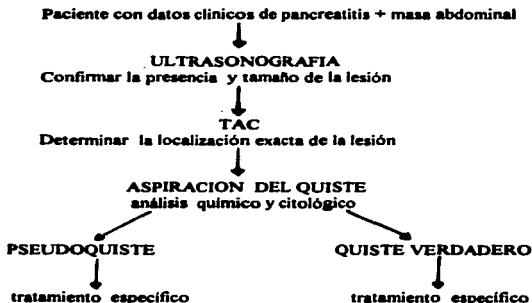 Paciente con datos clinicos de pancreatitis + masa abdominal
ULTRASONOGRAFIA
Confirmar la presencia y tamaño de la lesión
TAC
Determinar la localización exacta de la lesión
ASPIRACION DEL QUISTE
análisis químico y citológico
PSEUDOQUISTE QUISTE VERDADERO
tratamiento específico tratamiento específico